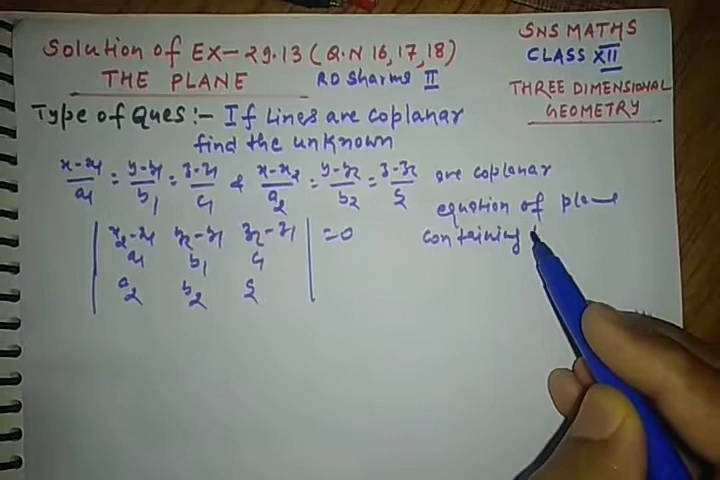 SNS MATHS
CLASS XII
THREE DIMENSIONAL
GEOMETRY
Solution of EX-29.13 (Q.N 16,17,18)
THE PLANE RD Sharma II
Type of Ques:- If Lines are coplanar
find the unknown
x-x₁/a₁ = y-y₁/b₁ = z-z₁/c₁ & x-x₂/a₂ = y-y₂/b₂ = z-z₂/c₂ are coplanar
| x₂-x₁ y₂-y₁ z₂-z₁ | = 0
a₁ b₁ c₁
a₂ b₂ c₂
equation of plane
containing